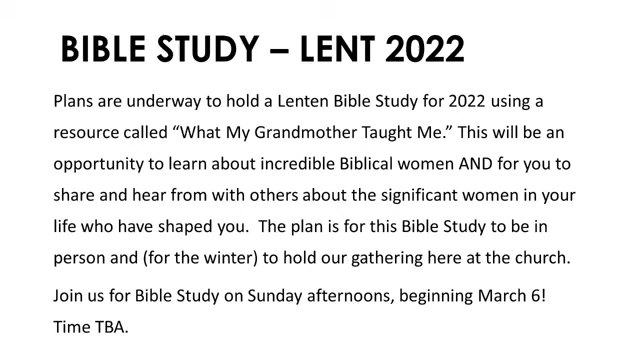 BIBLE STUDY – LENT 2022
Plans are underway to hold a Lenten Bible Study for 2022 using a
resource called “What My Grandmother Taught Me.” This will be an
opportunity to learn about incredible Biblical women AND for you to
share and hear from with others about the significant women in your
life who have shaped you.  The plan is for this Bible Study to be in
person and (for the winter) to hold our gathering here at the church.
Join us for Bible Study on Sunday afternoons, beginning March 6!
Time TBA.